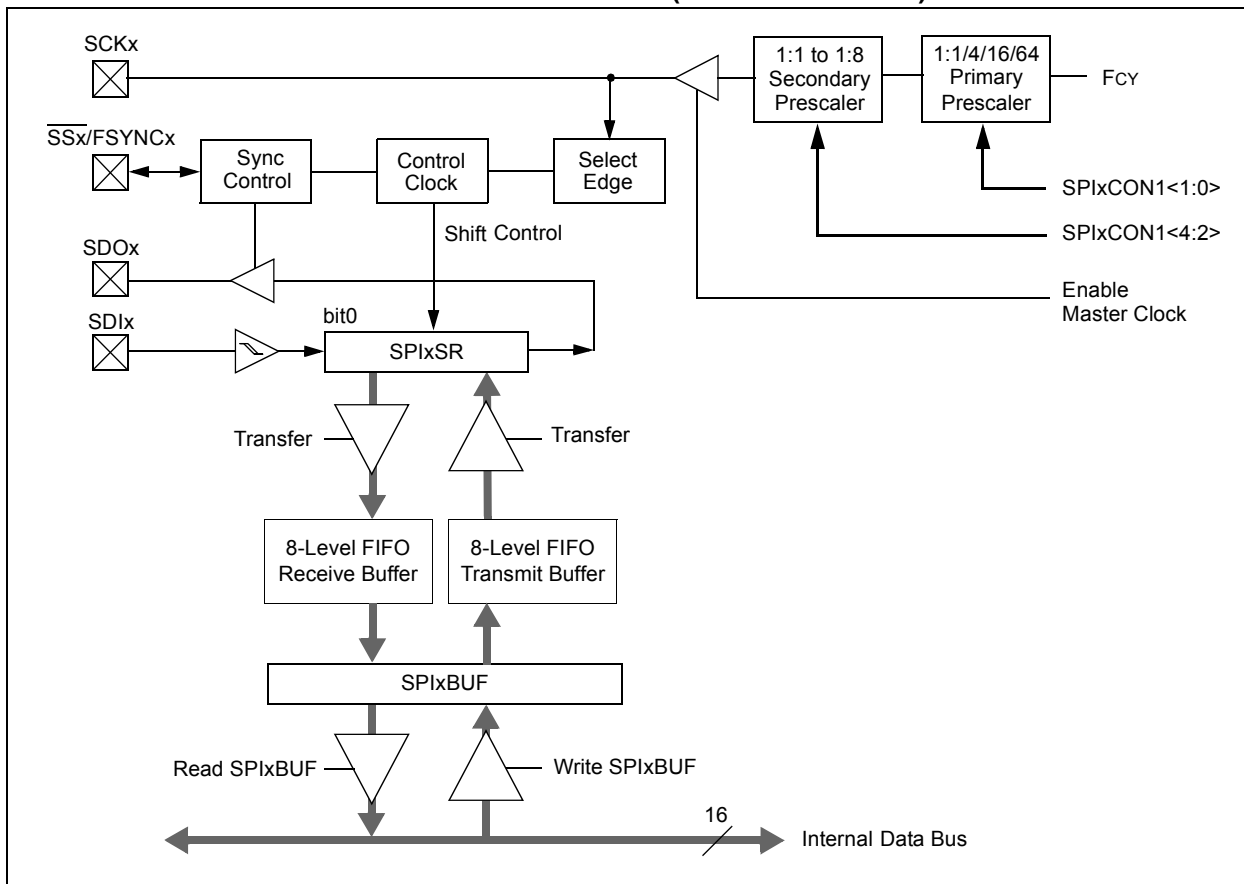 SCKx
1:1 to 1:8
Secondary
Prescaler
1:1/4/16/64
Primary
Prescaler
FCY
SSx/FSYNCx
Sync
Control
Control
Clock
Select
Edge
SPIxCON1<1:0>
Shift Control
SPIxCON1<4:2>
SDOx
Enable
Master Clock
bit0
SDIx
SPIxSR
Transfer
Transfer
8-Level FIFO
Receive Buffer
8-Level FIFO
Transmit Buffer
SPIxBUF
Read SPIxBUF
Write SPIxBUF
16
Internal Data Bus